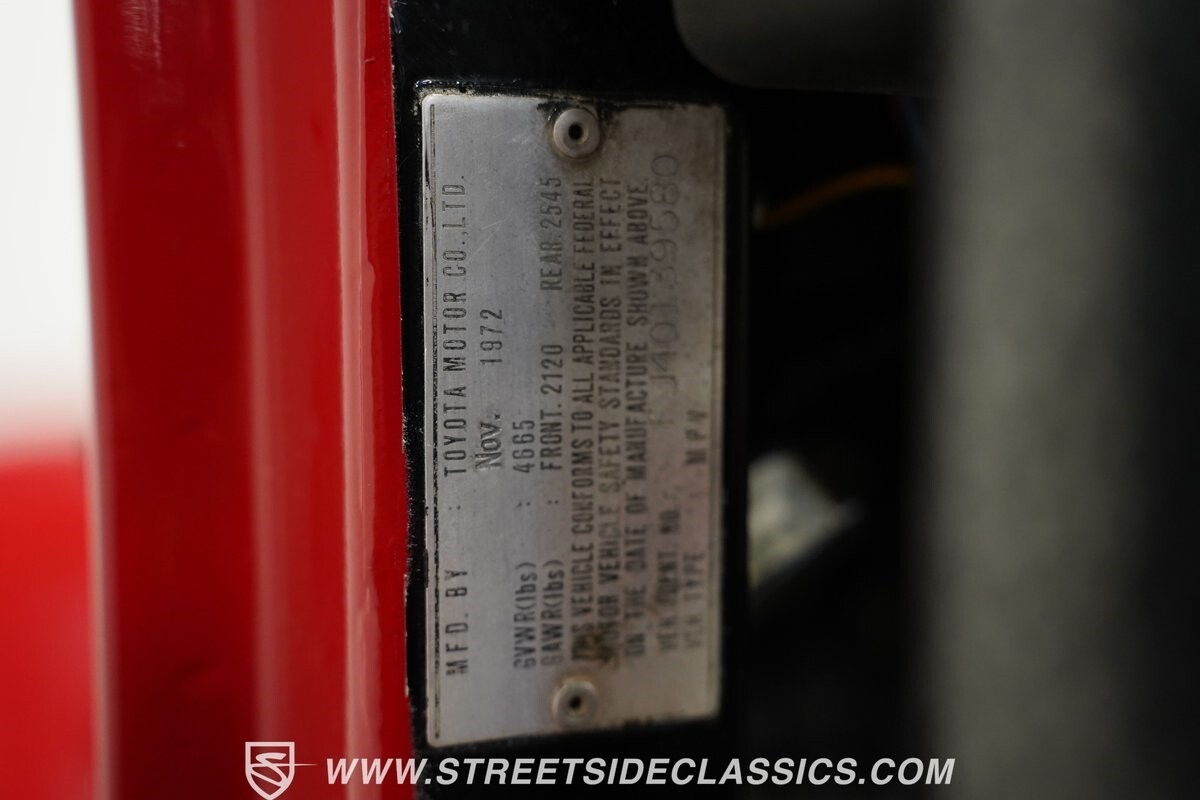 MFD. BY : TOYOTA MOTOR CO.,LTD.
Nov. 1972
GVWR(lbs) : 4665
GAWR(lbs) : FRONT. 2120 REAR. 2545
THIS VEHICLE CONFORMS TO ALL APPLICABLE FEDERAL
MOTOR VEHICLE SAFETY STANDARDS IN EFFECT
ON THE DATE OF MANUFACTURE SHOWN ABOVE
VEH. IDENT NO. : FJ40139680
VEH TYPE : MPV
WWW.STREETSIDECLASSICS.COM